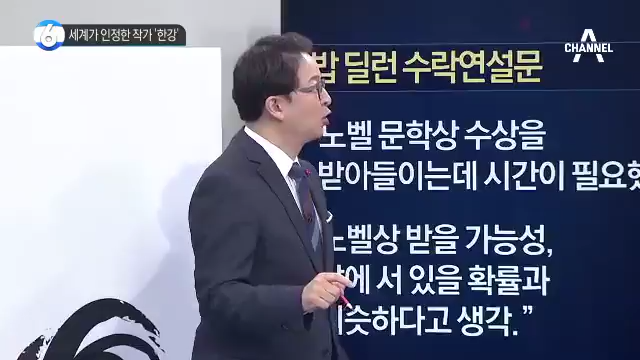 6 세계가 인정한 작가 '한강'
CHANNEL A
밥 딜런 수락연설문
노벨 문학상 수상을
받아들이는데 시간이 필요했
노벨상 받을 가능성,
에 서 있을 확률과
비슷하다고 생각.”